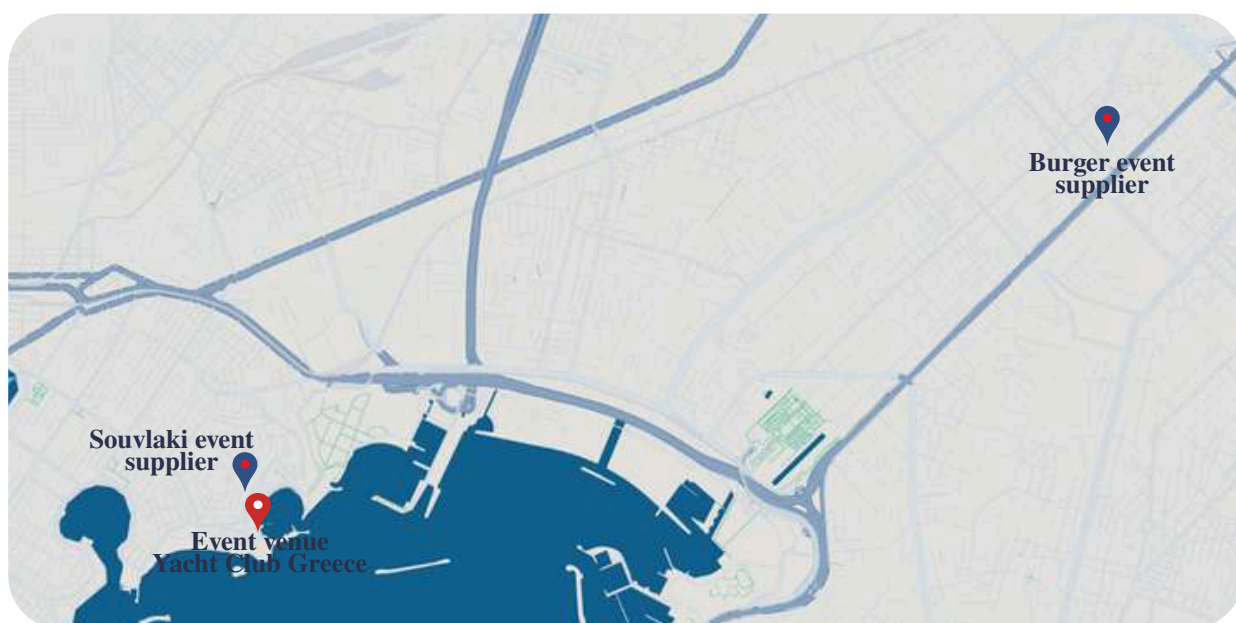 Burger event
supplier
Souvlaki event
supplier
Event venue
Yacht Club Greece